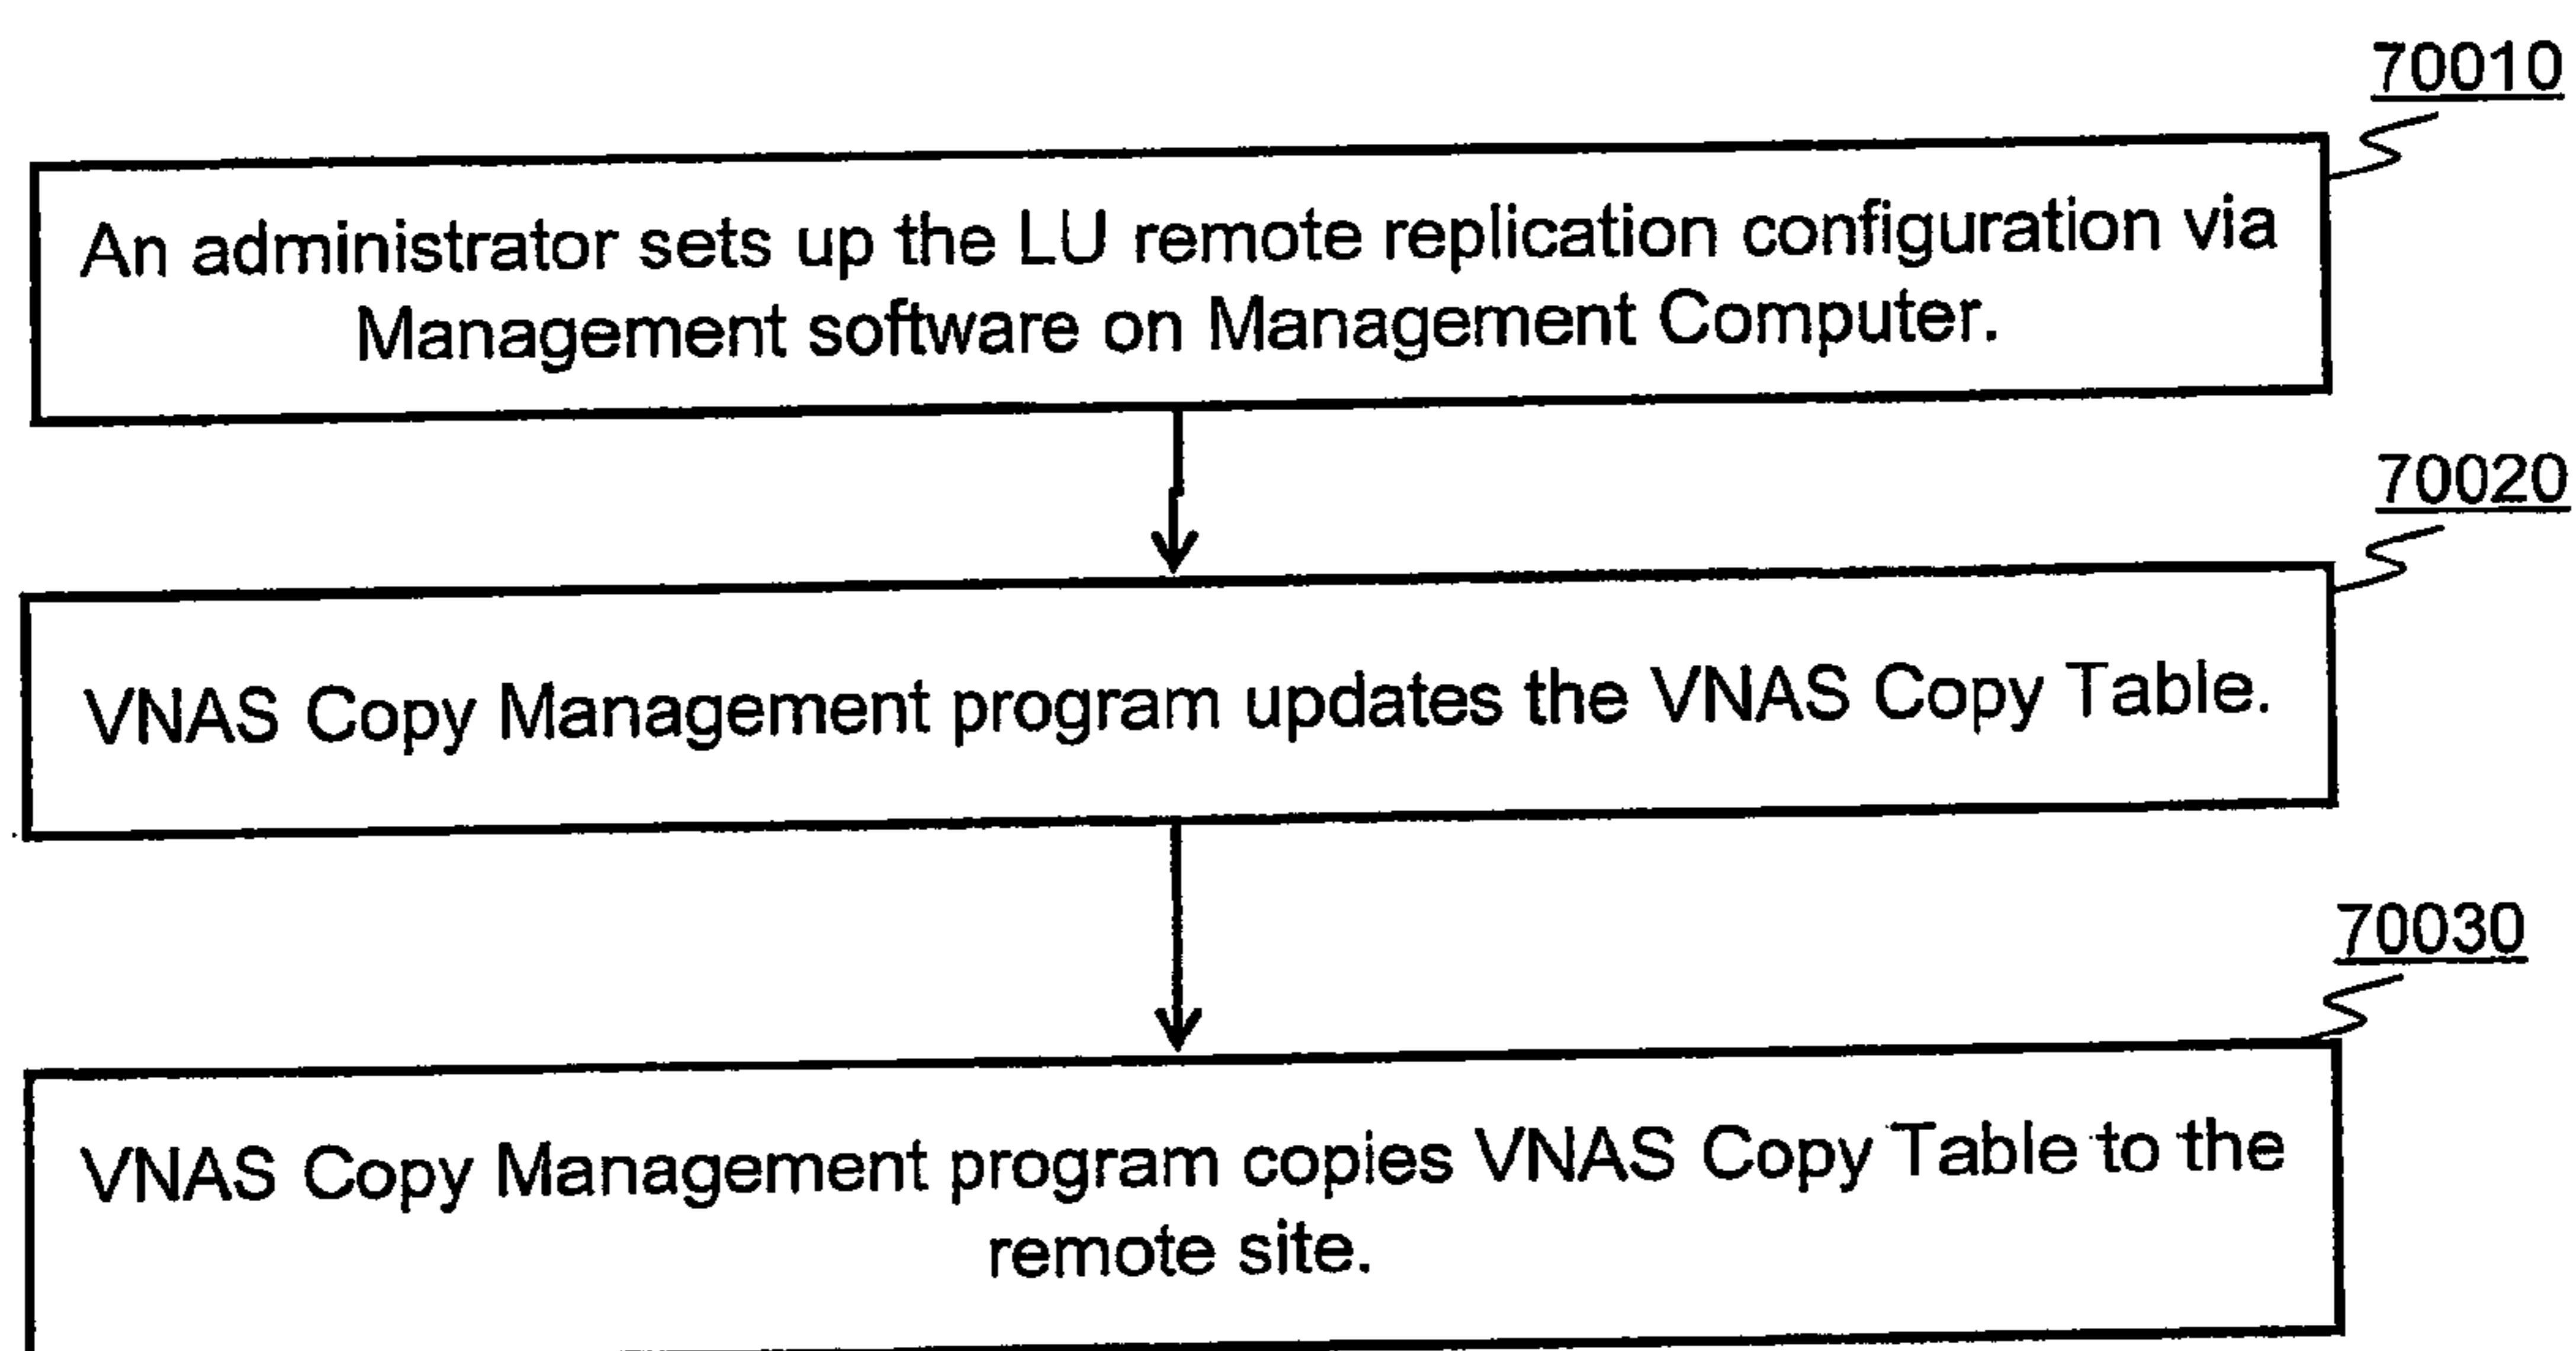 70010
An administrator sets up the LU remote replication configuration via
Management software on Management Computer.
70020
VNAS Copy Management program updates the VNAS Copy Table.
70030
VNAS Copy Management program copies VNAS Copy Table to the
remote site.